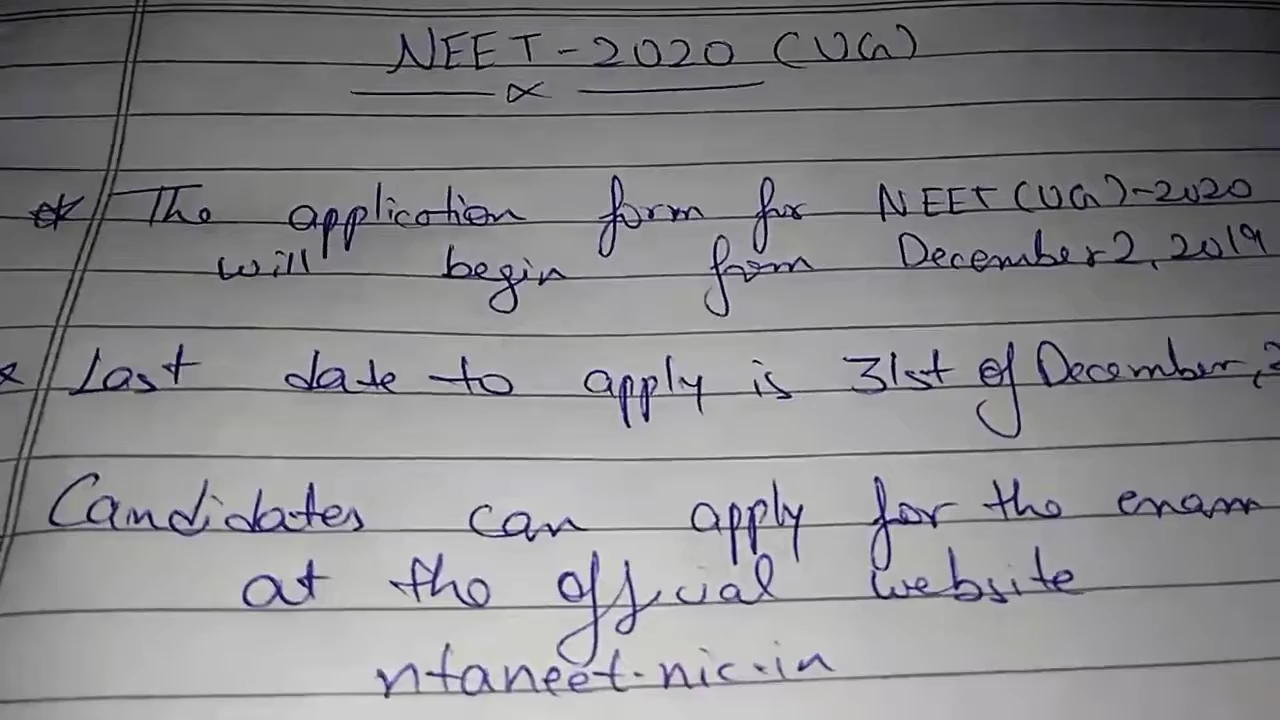 NEET-2020 (UG)
* The application form for NEET (UG)-2020
will begin from December 2, 2019
* Last date to apply is 31st of December,
Candidates can apply for the exam
at the official website
ntaneet.nic.in